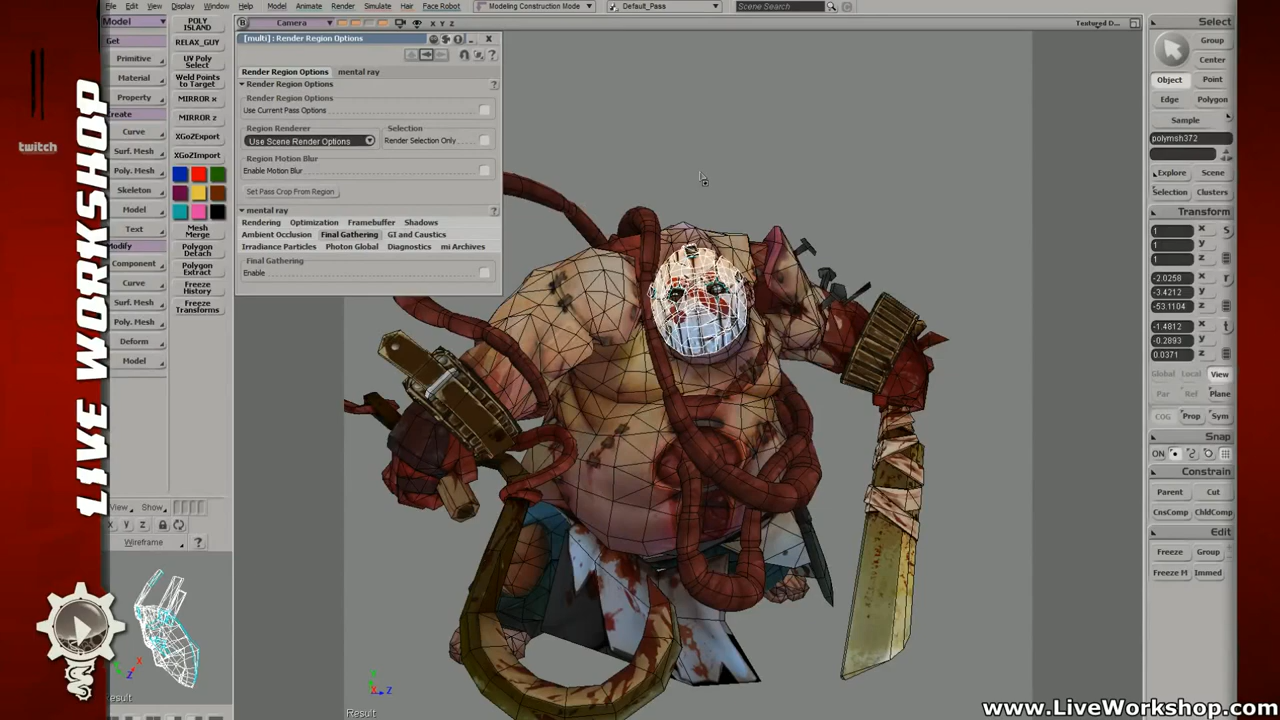 LIVE WORKSHOP
twitch
Edit View Display Window Help Model Animate Render Simulate Hair Face Robot Modeling Construction Mode Default_Pass Scene Search
Model
Get
Primitive
Material
Property
Create
Curve
Surf. Mesh
Poly. Mesh
Skeleton
Model
Text
Modify
Component
Curve
Surf. Mesh
Poly. Mesh
Deform
Model
POLY ISLAND
RELAX_GUY
UV Poly Select
Weld Points to Target
MIRROR x
MIRROR z
XGoZExport
XGoZImport
Mesh Merge
Polygon Detach
Polygon Extract
Freeze History
Freeze Transforms
View Show
x y z
Wireframe
?
Result
B Camera X Y Z Textured D...
[multi] : Render Region Options
Render Region Options mental ray
Render Region Options
Render Region Options
Use Current Pass Options
Region Renderer Selection
Use Scene Render Options Render Selection Only
Region Motion Blur
Enable Motion Blur
Set Pass Crop From Region
mental ray
Rendering Optimization Framebuffer Shadows
Ambient Occlusion Final Gathering GI and Caustics
Irradiance Particles Photon Global Diagnostics mi Archives
Final Gathering
Enable
Result
Select
Group
Center
Object Point
Edge Polygon
Sample
polymsh372
Explore Scene
Selection Clusters
Transform
1 x s
1 y
1 z
-2.0258 x r
-3.4212 y
-53.1104 z
-1.4812 x t
-0.2893 y
0.0371 z
Global Local View
Par Ref Plane
COG Prop Sym
Snap
ON
Constrain
Parent Cut
CnsComp ChldComp
Edit
Freeze Group
Freeze M Immed
www.LiveWorkshop.com